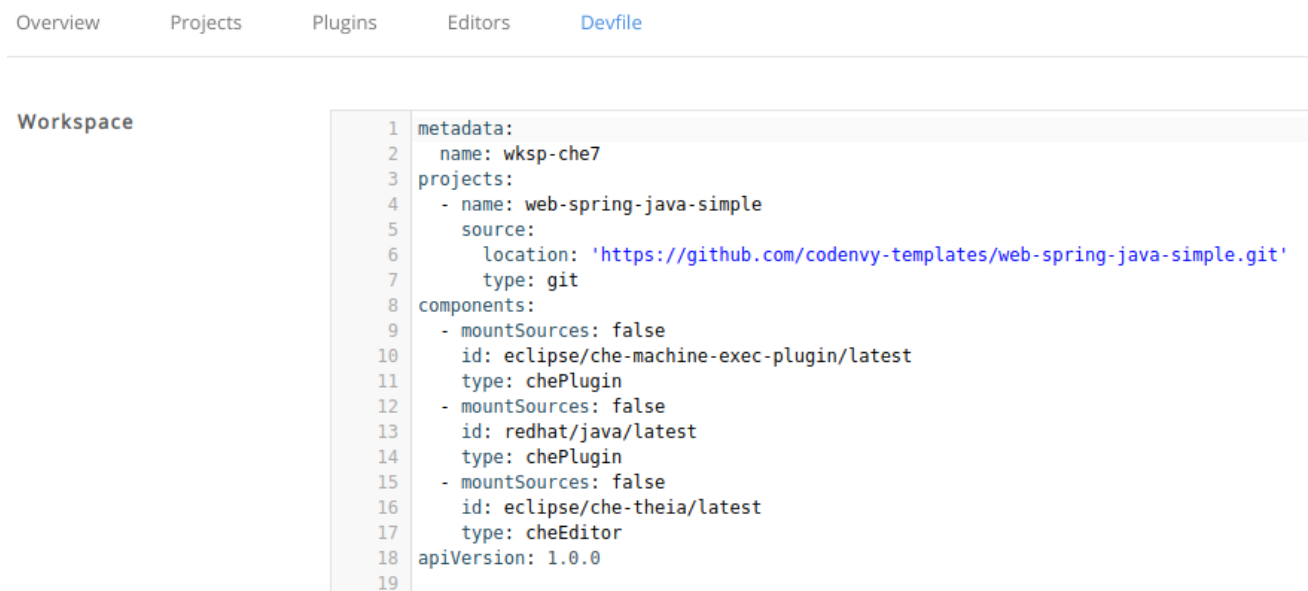 Overview Projects Plugins Editors Devfile
Workspace
1 metadata:
2   name: wksp-che7
3 projects:
4   - name: web-spring-java-simple
5     source:
6       location: 'https://github.com/codenvy-templates/web-spring-java-simple.git'
7       type: git
8 components:
9   - mountSources: false
10     id: eclipse/che-machine-exec-plugin/latest
11     type: chePlugin
12   - mountSources: false
13     id: redhat/java/latest
14     type: chePlugin
15   - mountSources: false
16     id: eclipse/che-theia/latest
17     type: cheEditor
18 apiVersion: 1.0.0
19